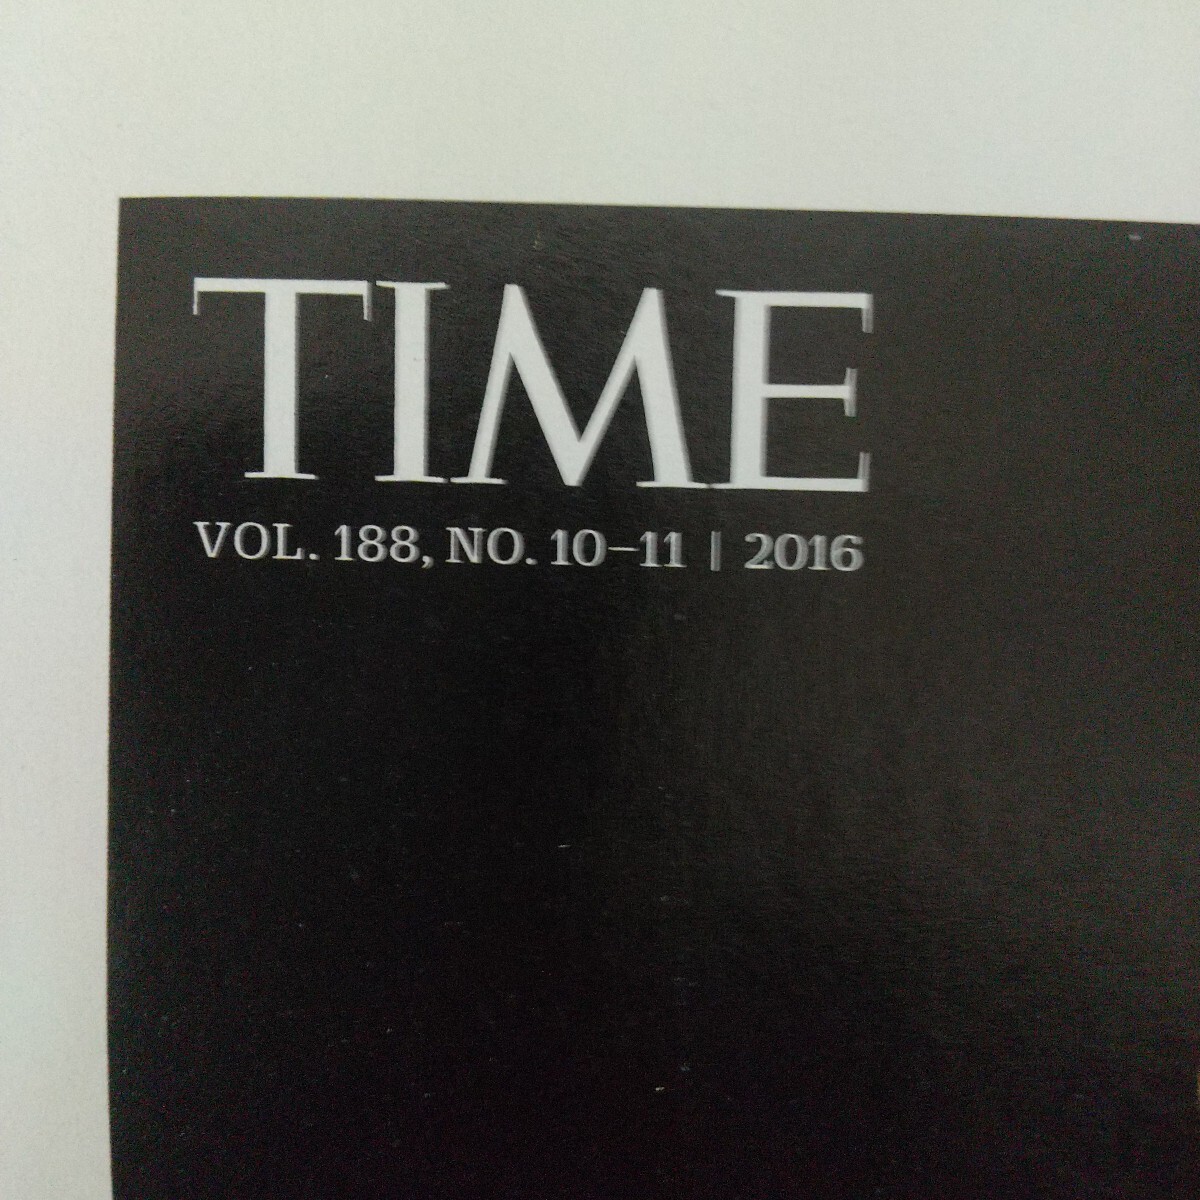 TIME
VOL. 188, NO. 10–11 | 2016